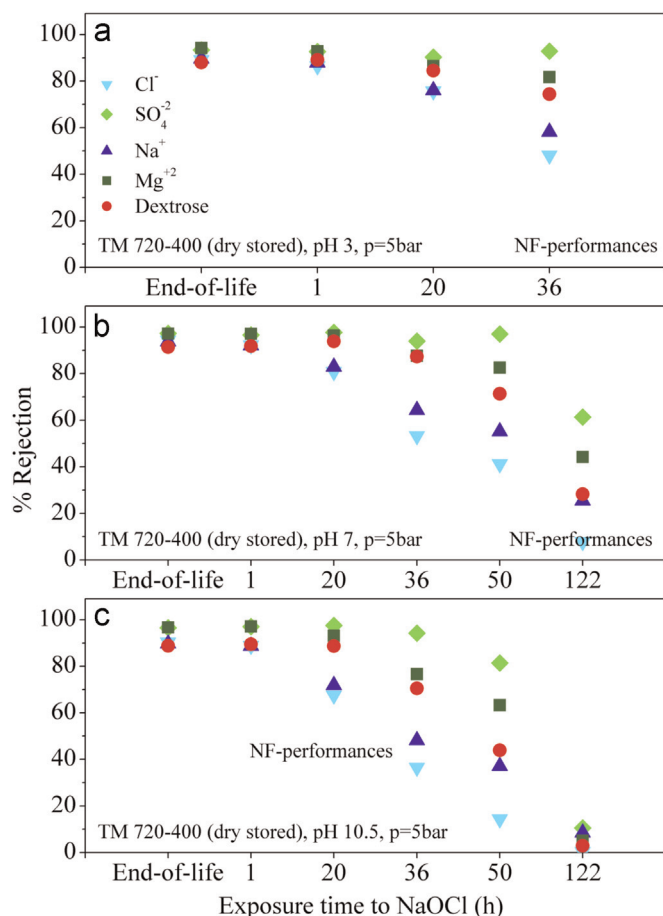 a
100
80
60
40
20
0
Cl⁻
SO₄⁻²
Na⁺
Mg⁺²
Dextrose
TM 720-400 (dry stored), pH 3, p=5bar
NF-performances
End-of-life 1 20 36
b
100
80
60
40
20
0
% Rejection
TM 720-400 (dry stored), pH 7, p=5bar
NF-performances
End-of-life 1 20 36 50 122
c
100
80
60
40
20
0
NF-performances
TM 720-400 (dry stored), pH 10.5, p=5bar
End-of-life 1 20 36 50 122
Exposure time to NaOCl (h)